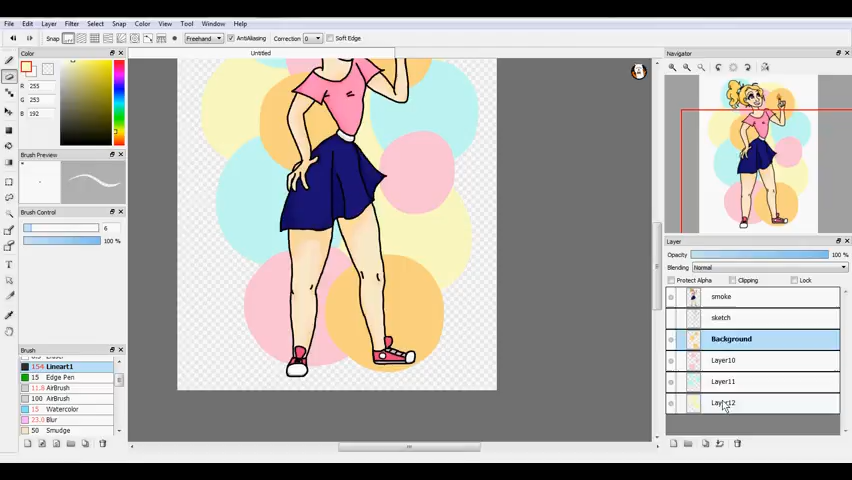 File Edit Layer Filter Select Snap Color View Tool Window Help
Snap Freehand AntiAliasing Correction 0 Soft Edge
Untitled
Color
R 255
G 253
B 192
Brush Preview
Brush Control
6
100 %
Brush
154 Lineart1
15 Edge Pen
11.8 AirBrush
100 AirBrush
15 Watercolor
23.0 Blur
50 Smudge
Navigator
Layer
Opacity 100 %
Blending Normal
Protect Alpha Clipping Lock
smoke
sketch
Background
Layer10
Layer11
Layer12